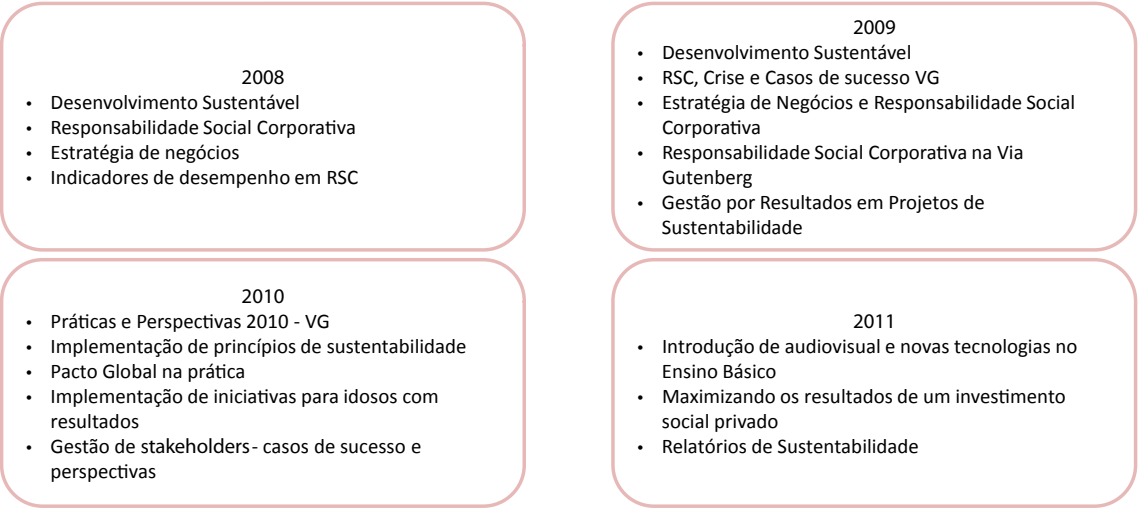 2008
• Desenvolvimento Sustentável
• Responsabilidade Social Corporativa
• Estratégia de negócios
• Indicadores de desempenho em RSC
2009
• Desenvolvimento Sustentável
• RSC, Crise e Casos de sucesso VG
• Estratégia de Negócios e Responsabilidade Social
Corporativa
• Responsabilidade Social Corporativa na Via
Gutenberg
• Gestão por Resultados em Projetos de
Sustentabilidade
2010
• Práticas e Perspectivas 2010 - VG
• Implementação de princípios de sustentabilidade
• Pacto Global na prática
• Implementação de iniciativas para idosos com
resultados
• Gestão de stakeholders - casos de sucesso e
perspectivas
2011
• Introdução de audiovisual e novas tecnologias no
Ensino Básico
• Maximizando os resultados de um investimento
social privado
• Relatórios de Sustentabilidade